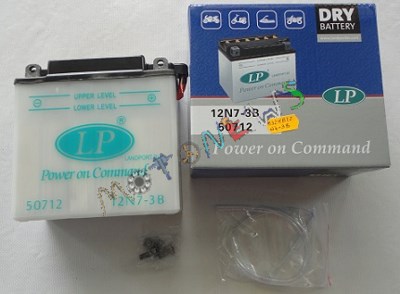 UPPER LEVEL
LOWER LEVEL
LP
LANDPORT
Power on Command
50712 12N7-3B
DRY
BATTERY
12N7-3B
50712
LP
Power on Command